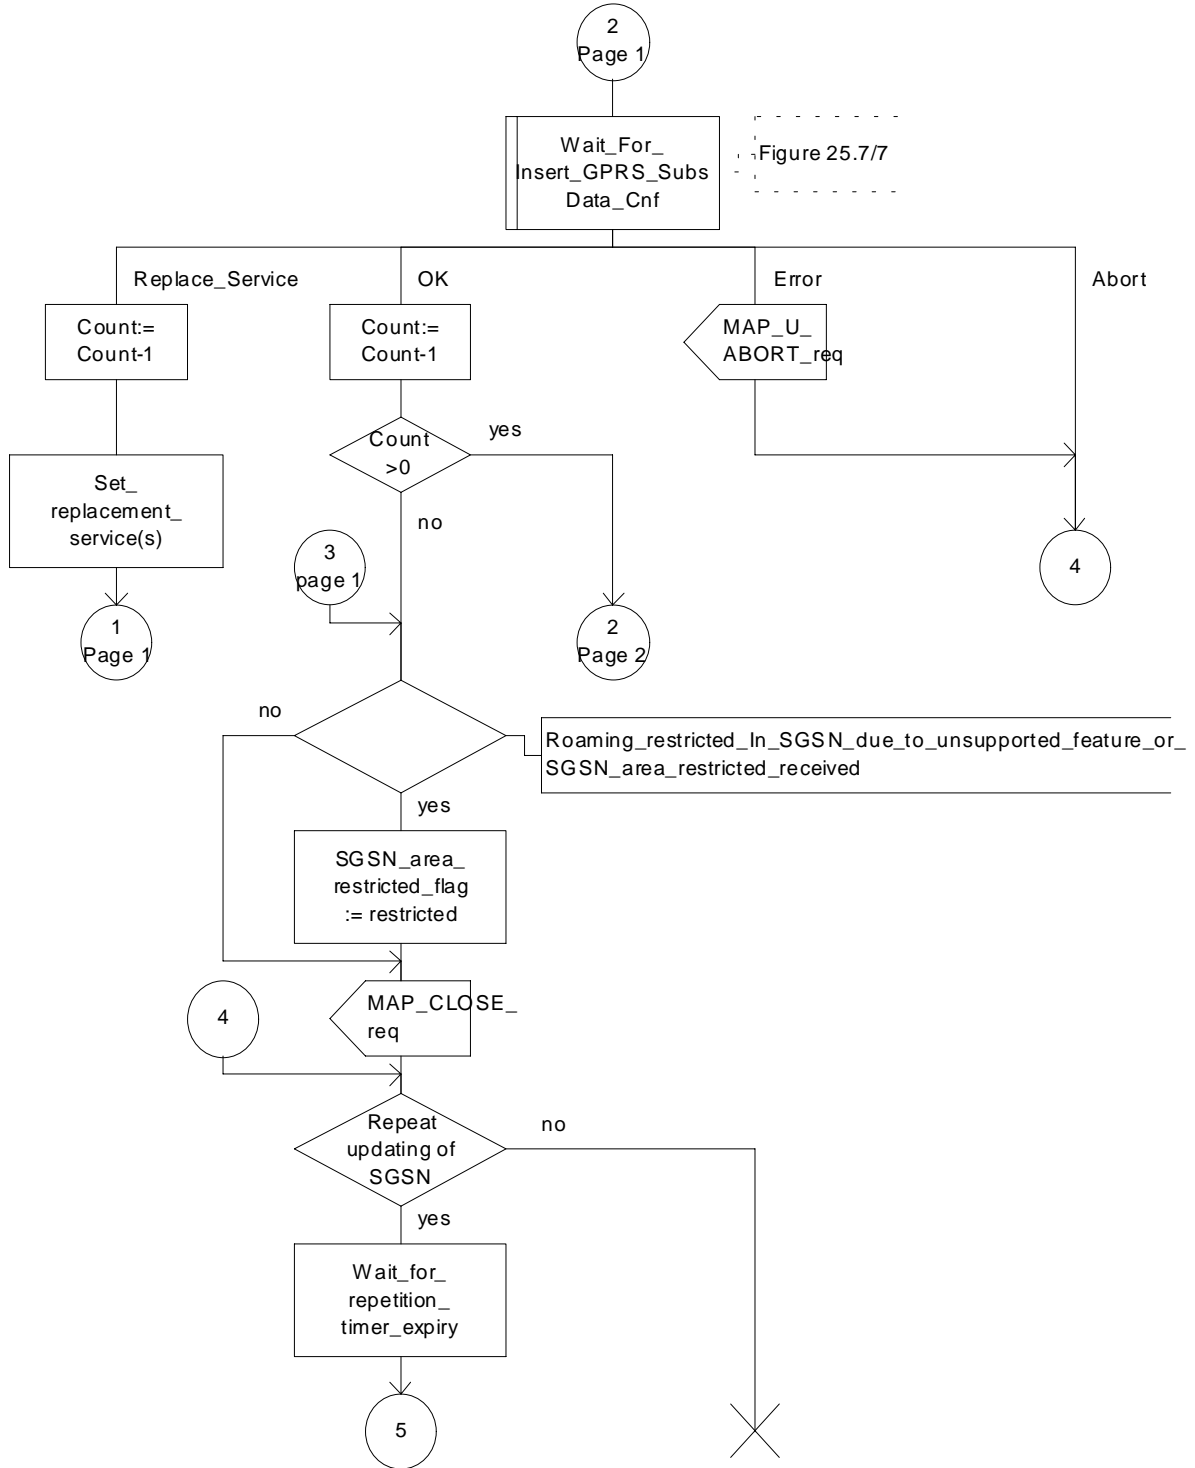 2
Page 1
Wait_For_
Insert_GPRS_Subs
Data_Cnf
Figure 25.7/7
Replace_Service
OK
Error
Abort
Count:=
Count-1
Count:=
Count-1
MAP_U_
ABORT_req
Count
>0
yes
Set_
replacement_
service(s)
no
3
page 1
4
1
Page 1
2
Page 2
no
Roaming_restricted_In_SGSN_due_to_unsupported_feature_or_
SGSN_area_restricted_received
yes
SGSN_area_
restricted_flag
:= restricted
4
MAP_CLOSE_
req
Repeat
updating of
SGSN
no
yes
Wait_for_
repetition_
timer_expiry
5